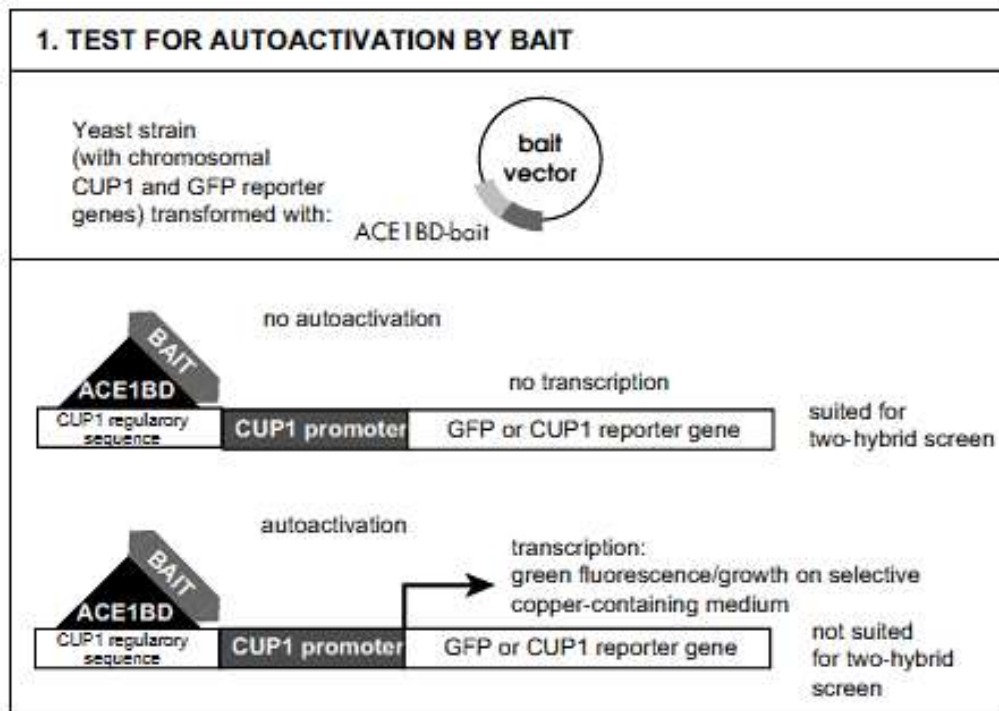 1. TEST FOR AUTOACTIVATION BY BAIT
Yeast strain
(with chromosomal
CUP1 and GFP reporter
genes) transformed with:
bait
vector
ACE1BD-bait
no autoactivation
BAIT
ACE1BD
no transcription
CUP1 regularory
sequence
CUP1 promoter
GFP or CUP1 reporter gene
suited for
two-hybrid screen
autoactivation
transcription:
green fluorescence/growth on selective
copper-containing medium
BAIT
ACE1BD
CUP1 regularory
sequence
CUP1 promoter
GFP or CUP1 reporter gene
not suited
for two-hybrid
screen